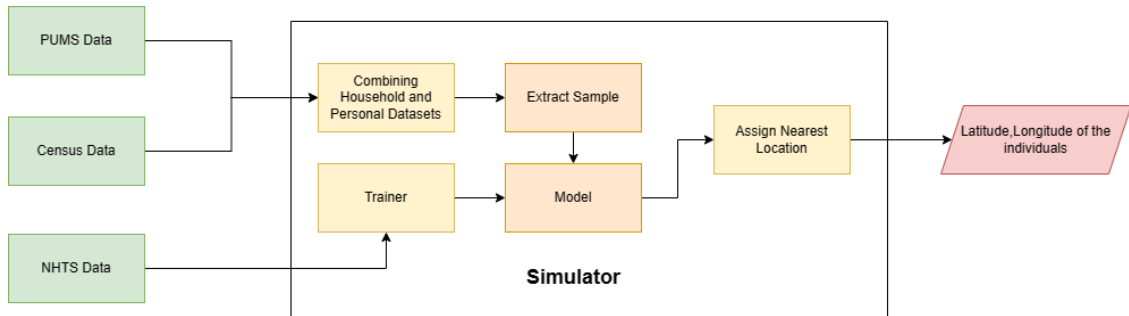 PUMS Data
Census Data
NHTS Data
Combining
Household and
Personal Datasets
Extract Sample
Trainer
Model
Assign Nearest
Location
Latitude,Longitude of the
individuals
Simulator